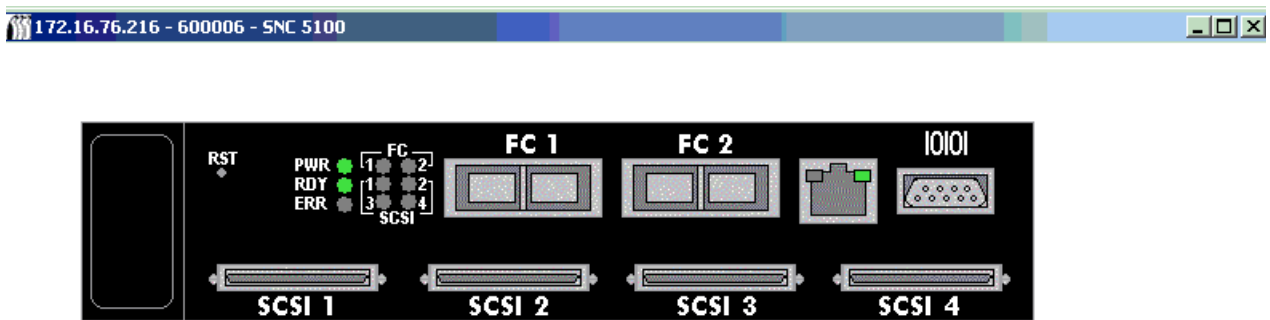 172.16.76.216 - 600006 - SNC 5100
FC 1 FC 2 IOIOI
RST FC
PWR 1 2
RDY 1 2
ERR 3 4
SCSI
SCSI 1 SCSI 2 SCSI 3 SCSI 4